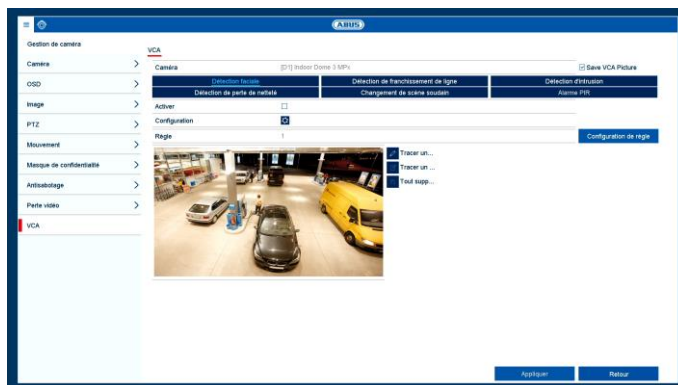 ABUS
Gestion de caméra
VCA
Caméra
OSD
Image
PTZ
Mouvement
Masque de confidentialité
Antisabotage
Perte vidéo
VCA
Caméra [D1] Indoor Dome 3 MPx Save VCA Picture
Détection faciale Détection de franchissement de ligne Détection d'intrusion
Détection de perte de netteté Changement de scène soudain Alarme PIR
Activer
Configuration
Règle 1 Configuration de règle
Tracer un...
Tracer un ...
Tout supp...
Appliquer Retour